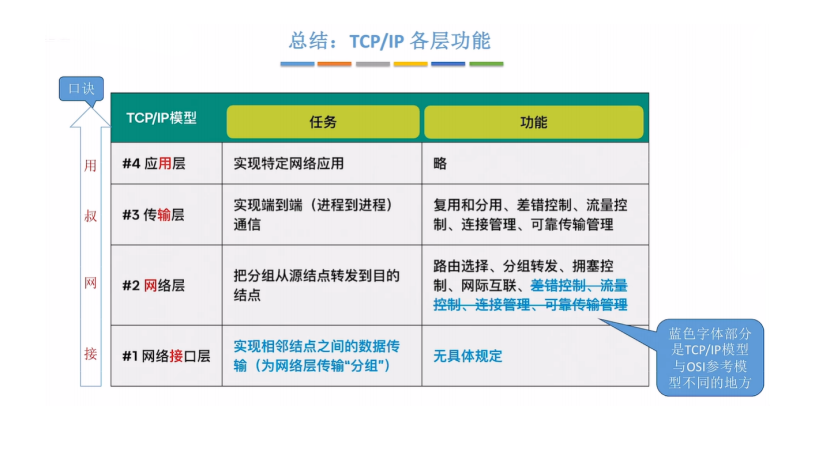 总结：TCP/IP 各层功能
口诀
TCP/IP模型
任务
功能
用
#4 应用层
实现特定网络应用
略
叔
#3 传输层
实现端到端（进程到进程）
通信
复用和分用、差错控制、流量控
制、连接管理、可靠传输管理
网
#2 网络层
把分组从源结点转发到目的
结点
路由选择、分组转发、拥塞控
制、网际互联、差错控制、流量
控制、连接管理、可靠传输管理
接
#1 网络接口层
实现相邻结点之间的数据传
输（为网络层传输“分组”）
无具体规定
蓝色字体部分
是TCP/IP模型
与OSI参考模
型不同的地方